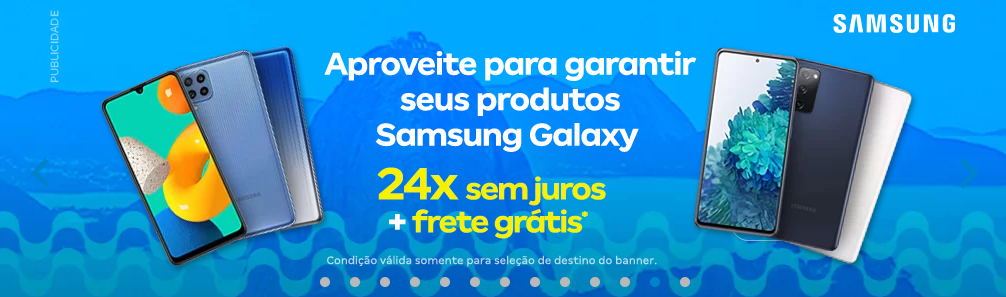 PUBLICIDADE
SAMSUNG
Aproveite para garantir
seus produtos
Samsung Galaxy
24x sem juros
+ frete grátis*
Condição válida somente para seleção de destino do banner.